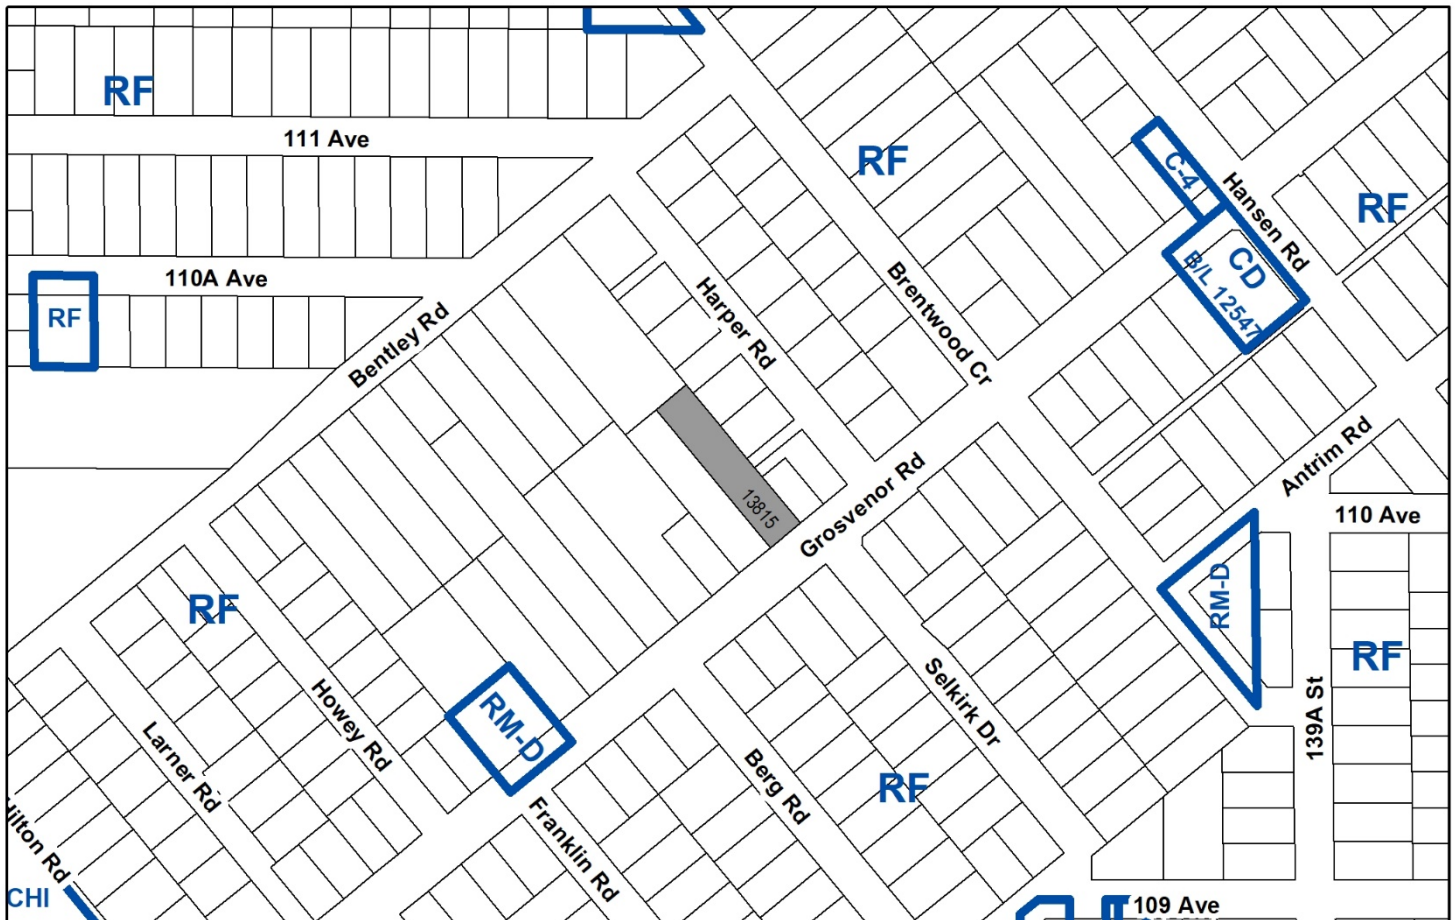 RF
111 Ave
RF
C-4
Hansen Rd
RF
CD
B/L 12547
110A Ave
RF
Bentley Rd
Harper Rd
Brentwood Cr
13815
Grosvenor Rd
Antrim Rd
110 Ave
RM-D
RF
RF
Howey Rd
RM-D
Selkirk Dr
139A St
Larner Rd
Berg Rd
RF
Franklin Rd
Hilton Rd
CHI
109 Ave